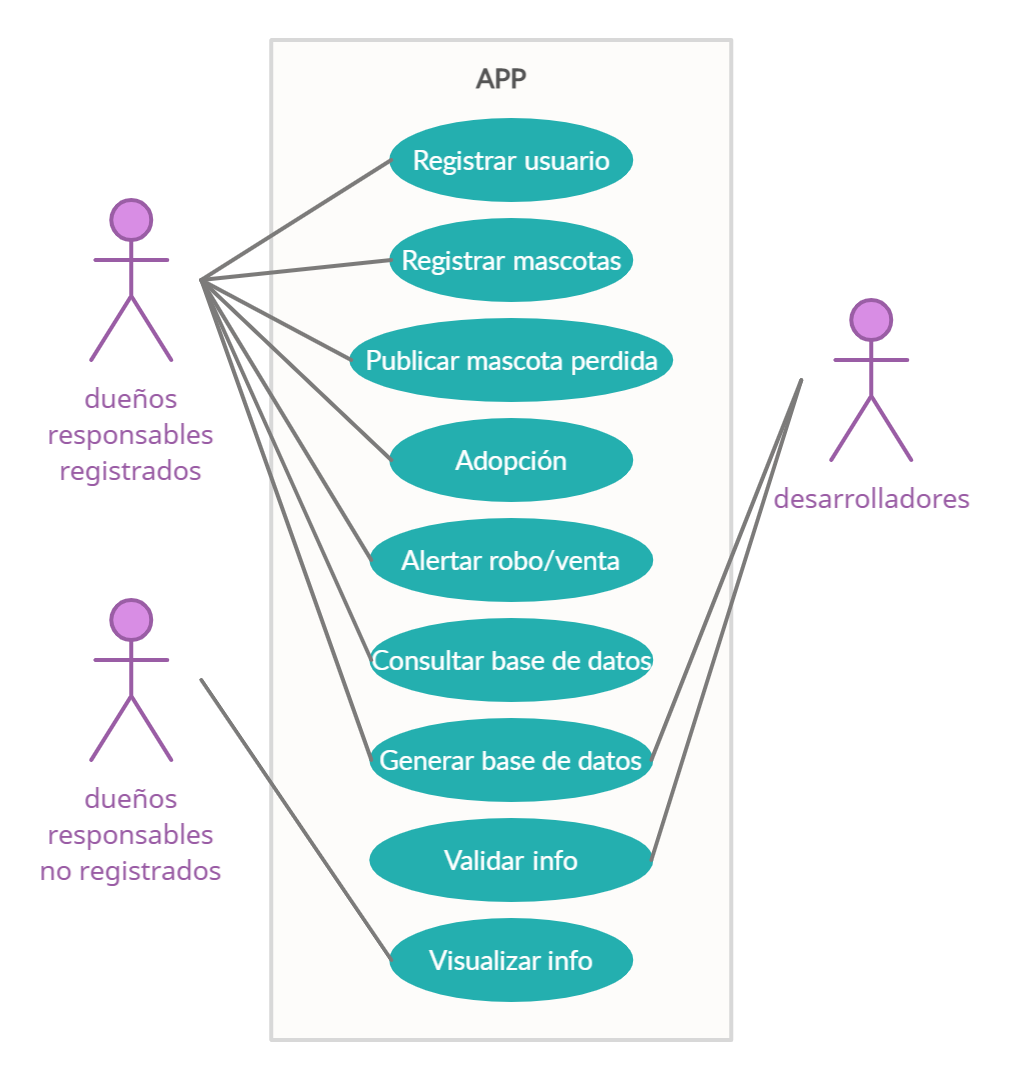 APP
Registrar usuario
Registrar mascotas
Publicar mascota perdida
Adopción
Alertar robo/venta
Consultar base de datos
Generar base de datos
Validar info
Visualizar info
dueños
responsables
registrados
dueños
responsables
no registrados
desarrolladores